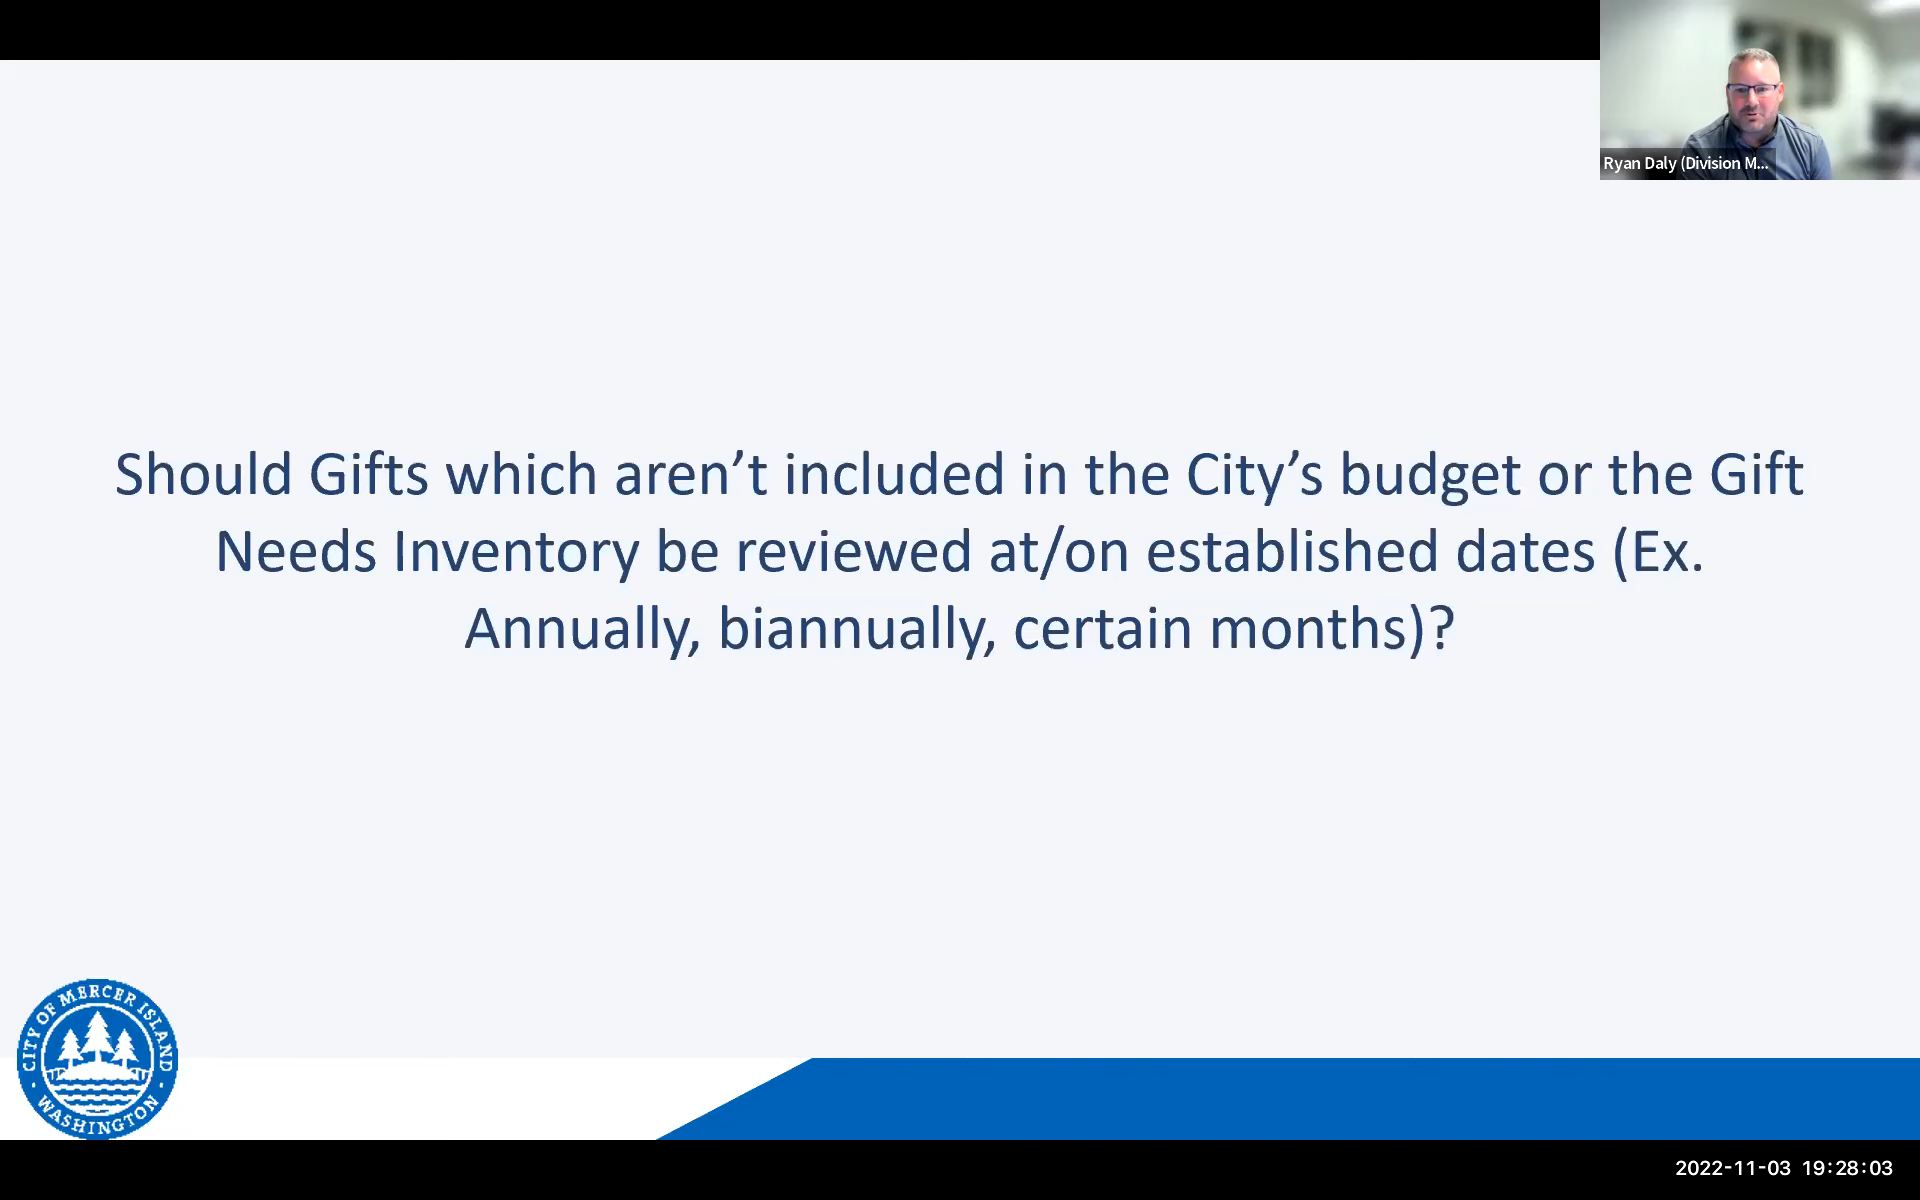 Ryan Daly (Division M...
Should Gifts which aren’t included in the City’s budget or the Gift
Needs Inventory be reviewed at/on established dates (Ex.
Annually, biannually, certain months)?
CITY OF MERCER ISLAND
WASHINGTON
2022-11-03 19:28:03